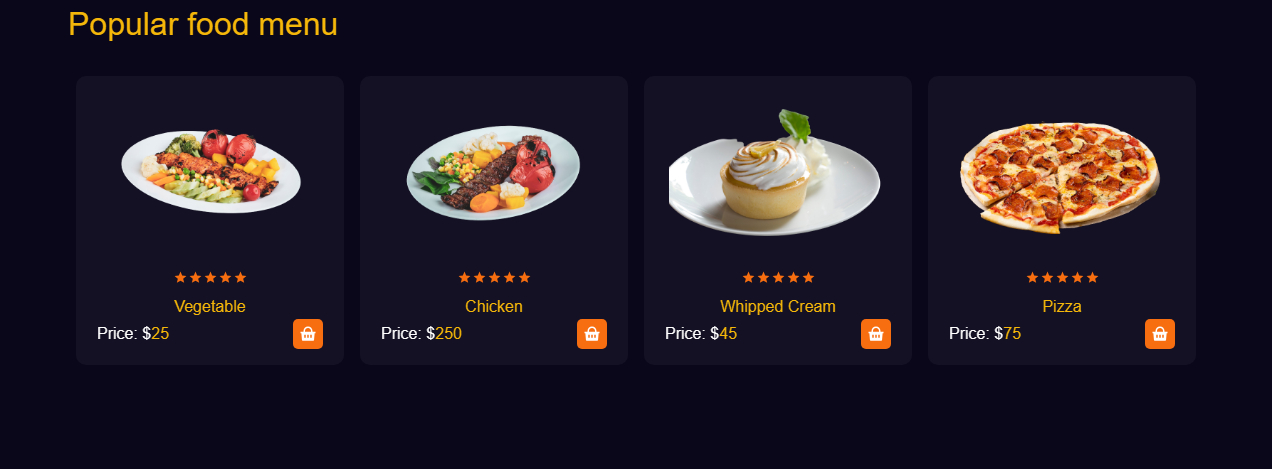 Popular food menu
Vegetable
Price: $25
Chicken
Price: $250
Whipped Cream
Price: $45
Pizza
Price: $75